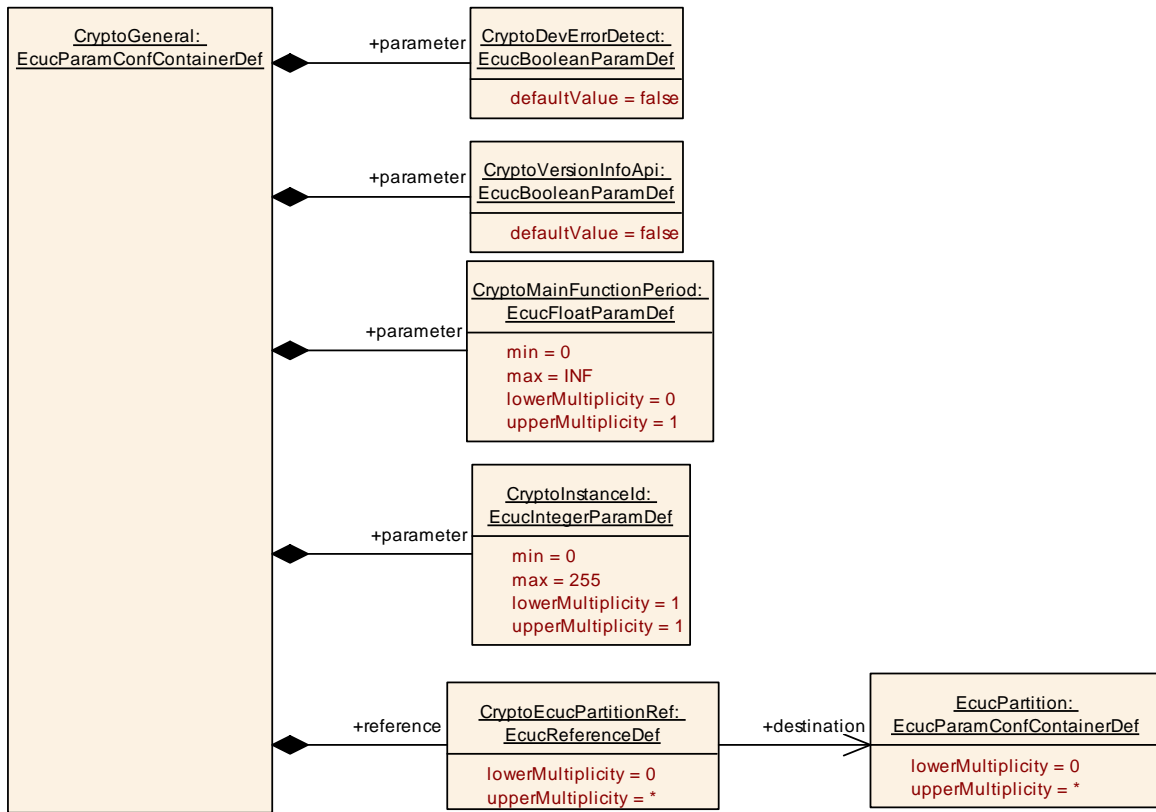 CryptoGeneral:
EcucParamConfContainerDef
+parameter
CryptoDevErrorDetect:
EcucBooleanParamDef
defaultValue = false
+parameter
CryptoVersionInfoApi:
EcucBooleanParamDef
defaultValue = false
+parameter
CryptoMainFunctionPeriod:
EcucFloatParamDef
min = 0
max = INF
lowerMultiplicity = 0
upperMultiplicity = 1
+parameter
CryptoInstanceId:
EcucIntegerParamDef
min = 0
max = 255
lowerMultiplicity = 1
upperMultiplicity = 1
+reference
CryptoEcucPartitionRef:
EcucReferenceDef
lowerMultiplicity = 0
upperMultiplicity = *
+destination
EcucPartition:
EcucParamConfContainerDef
lowerMultiplicity = 0
upperMultiplicity = *